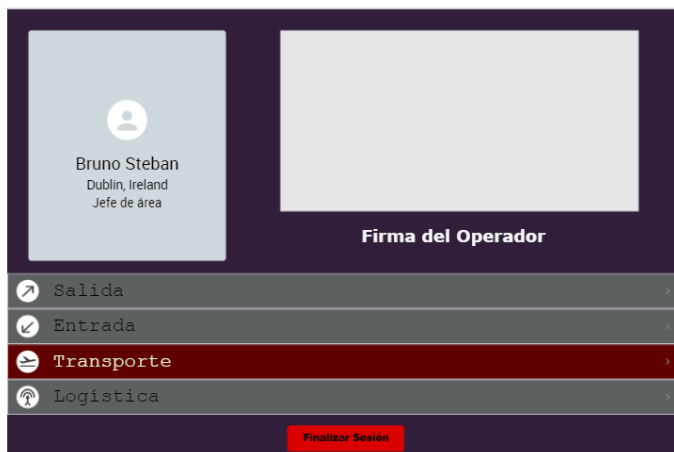 Bruno Steban
Dublin, Ireland
Jefe de área
Firma del Operador
Salida
Entrada
Transporte
Logística
Finalizar Sesión